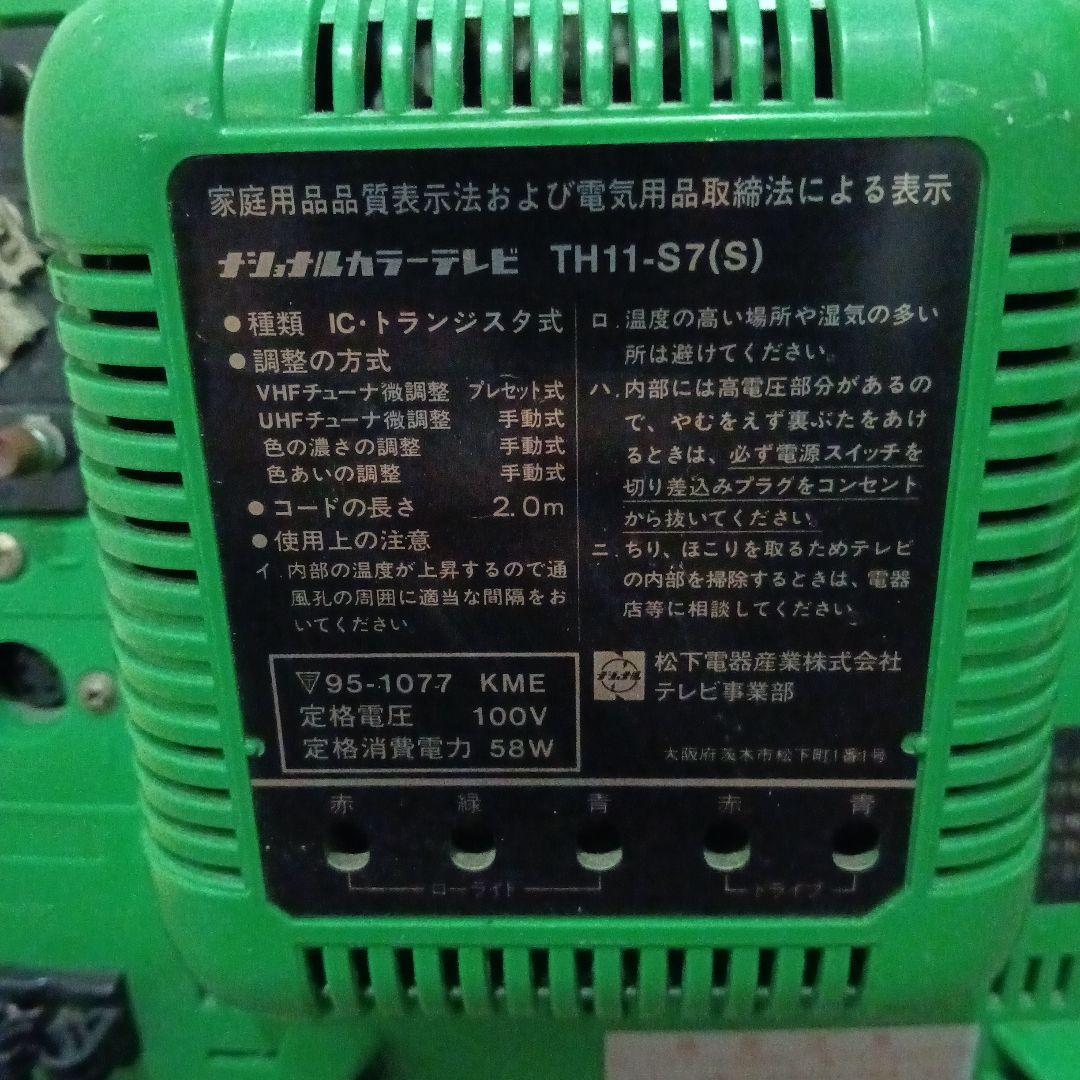 家庭用品品質表示法および電気用品取締法による表示
ナショナルカラーテレビ TH11-S7(S)
● 種類 IC・トランジスタ式
● 調整の方式
VHFチューナ微調整 プレセット式
UHFチューナ微調整 手動式
色の濃さの調整 手動式
色あいの調整 手動式
● コードの長さ 2.0m
● 使用上の注意
イ. 内部の温度が上昇するので通
風孔の周囲に適当な間隔をお
いてください
ロ. 温度の高い場所や湿気の多い
所は避けてください。
ハ. 内部には高電圧部分があるの
で、やむをえず裏ぶたをあけ
るときは、必ず電源スイッチを
切り差込みプラグをコンセント
から抜いてください
ニ. ちり、ほこりを取るためテレビ
の内部を掃除するときは、電器
店等に相談してください。
▽95-1077 KME
定格電圧 100V
定格消費電力 58W
ナショナル
松下電器産業株式会社
テレビ事業部
大阪府茨木市松下町1番1号
赤 緑 青 赤 青
ローライト ドライブ